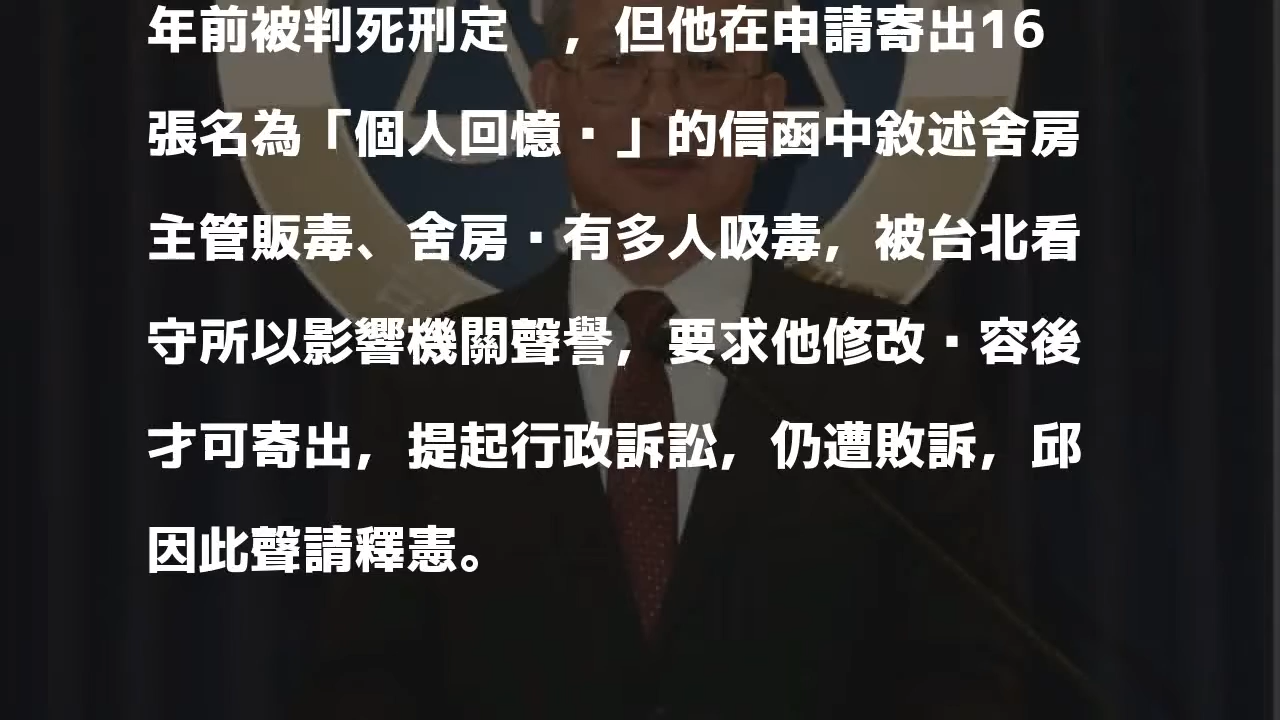 年前被判死刑定　，但他在申請寄出16
張名為「個人回憶▪」的信函中敘述舍房
主管販毒、舍房▪有多人吸毒，被台北看
守所以影響機關聲譽，要求他修改▪容後
才可寄出，提起行政訴訟，仍遭敗訴，邱
因此聲請釋憲。